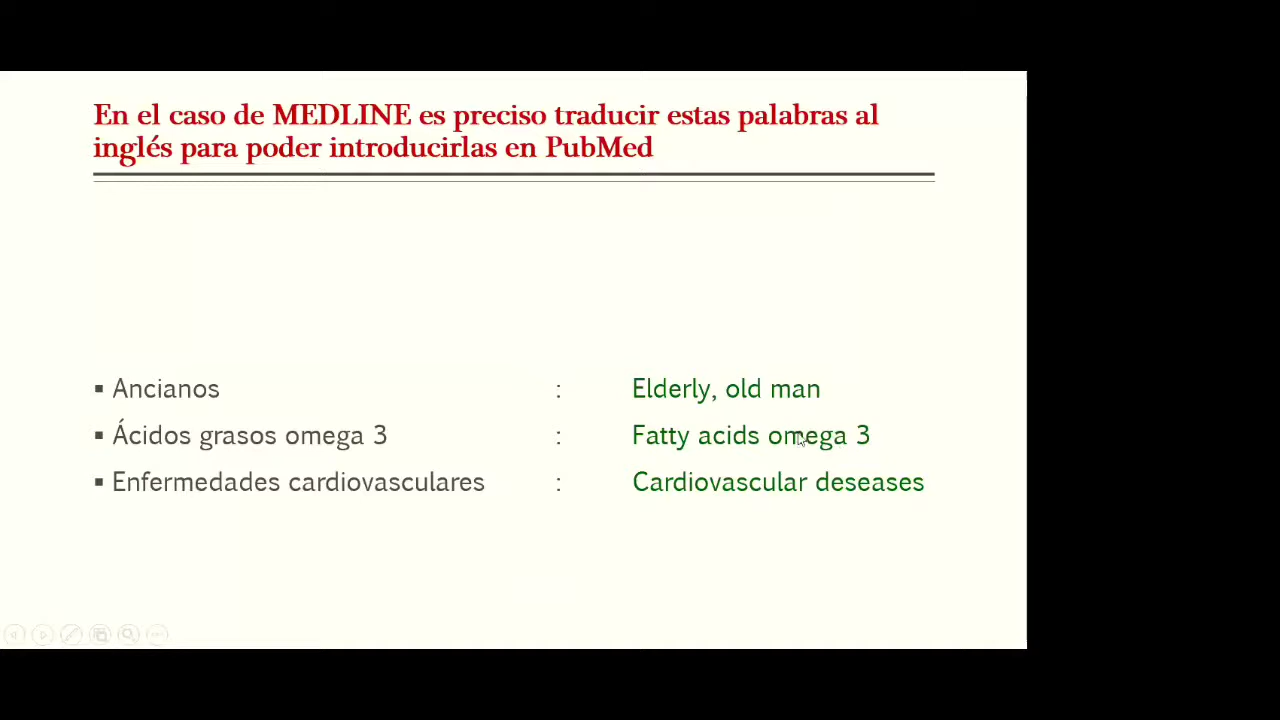 En el caso de MEDLINE es preciso traducir estas palabras al
inglés para poder introducirlas en PubMed
▪ Ancianos : Elderly, old man
▪ Ácidos grasos omega 3 : Fatty acids omega 3
▪ Enfermedades cardiovasculares : Cardiovascular deseases